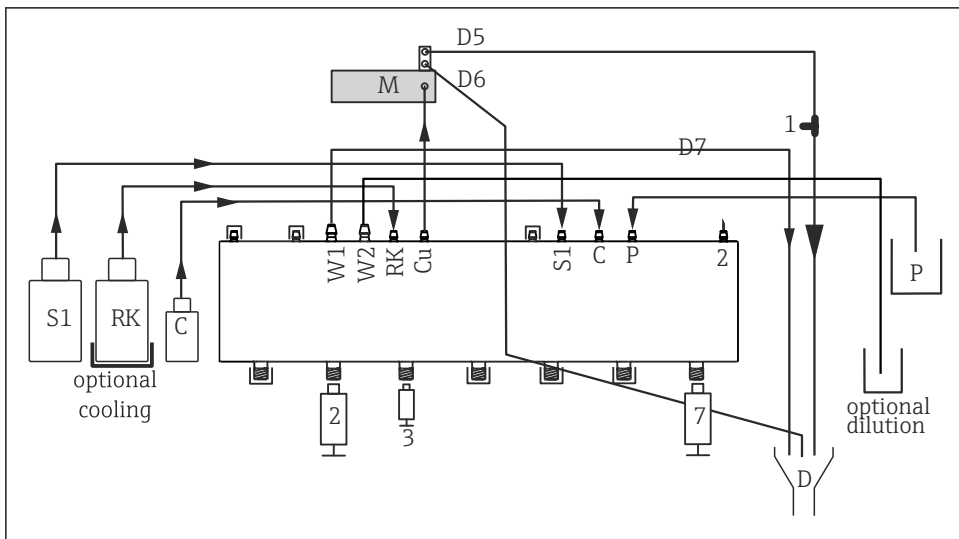 D5
M
D6
1
D7
W1
W2
RK
Cu
S1
C
P
2
P
S1
RK
C
optional
cooling
2
3
7
optional
dilution
D